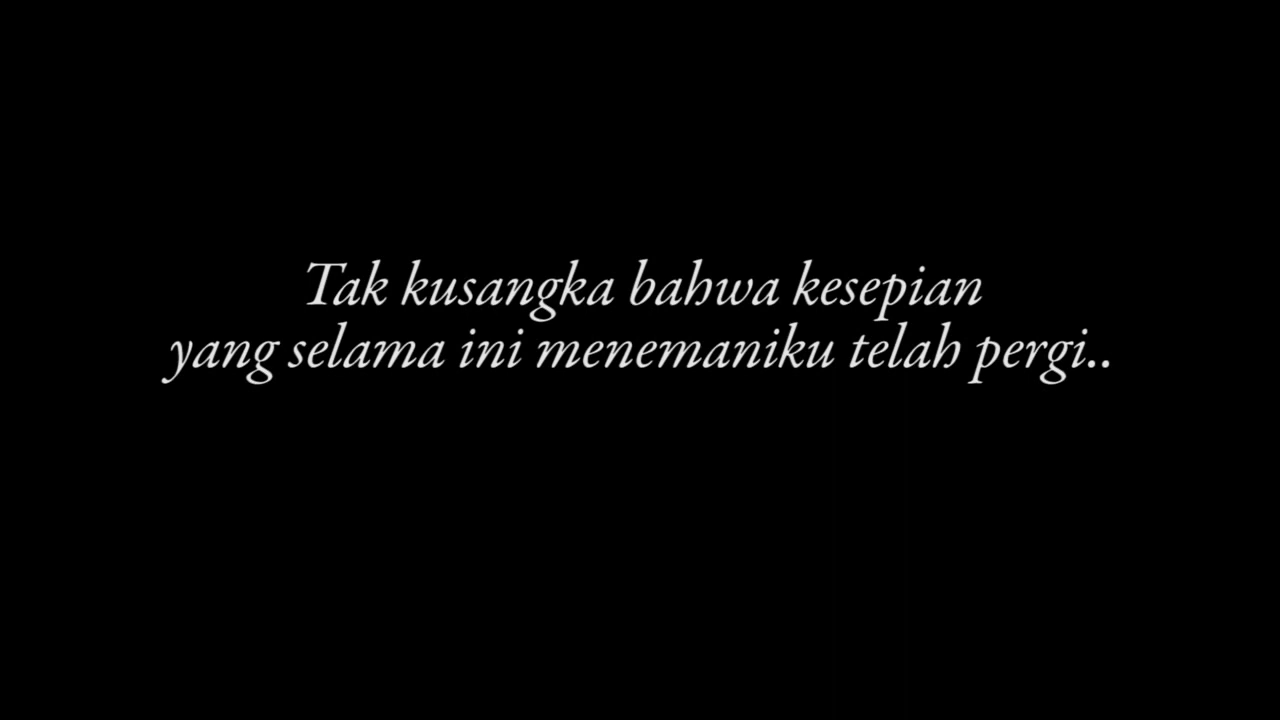 Tak kusangka bahwa kesepian
yang selama ini menemaniku telah pergi..